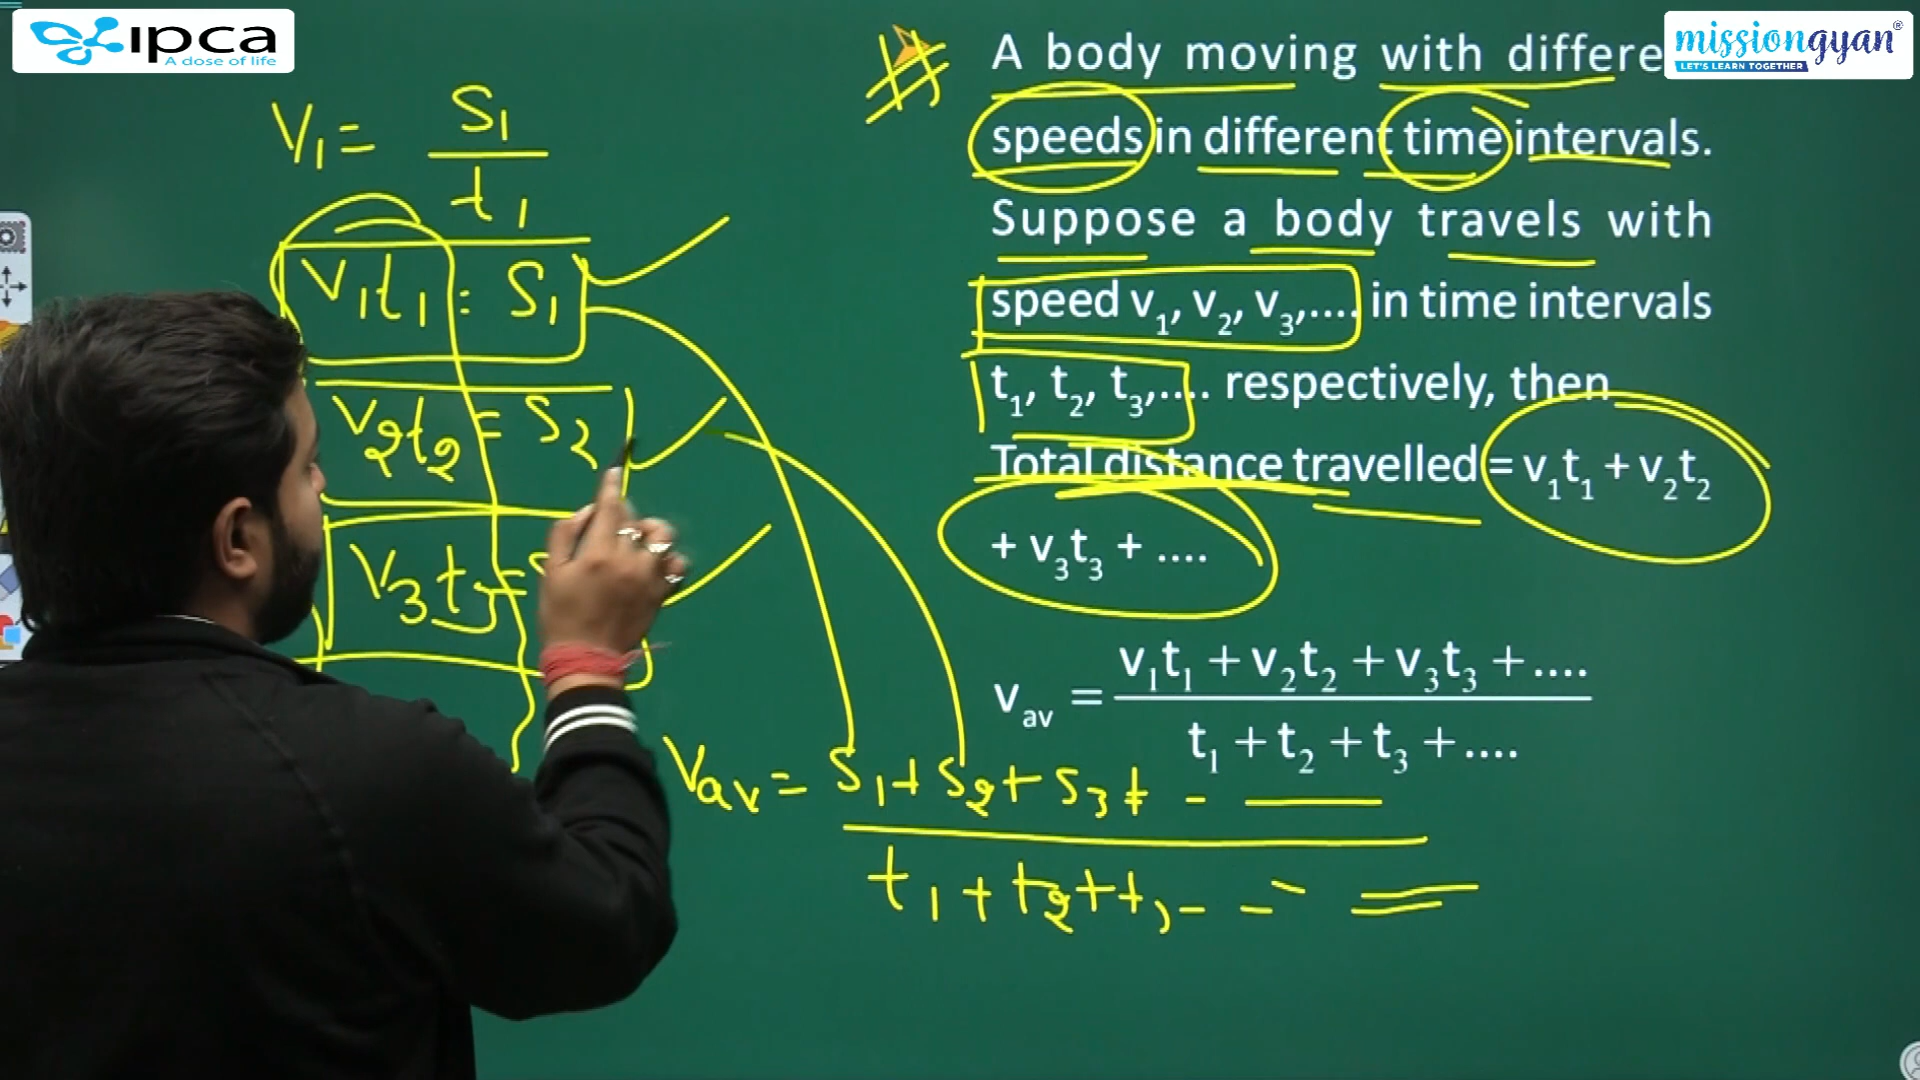 ipca
A dose of life
missiongyan®
LET'S LEARN TOGETHER
V₁ = S₁ / t₁
V₁t₁ = S₁
V₂t₂ = S₂
V₃t₃ =
A body moving with differe
speeds in different time intervals.
Suppose a body travels with
speed v₁, v₂, v₃,.... in time intervals
t₁, t₂, t₃,.... respectively, then
Total distance travelled = v₁t₁ + v₂t₂
+ v₃t₃ + ....
v_av = (v₁t₁ + v₂t₂ + v₃t₃ + ....) / (t₁ + t₂ + t₃ + ....)
Vav = S₁ + S₂ + S₃ + - —
t₁ + t₂ + t₃ - -